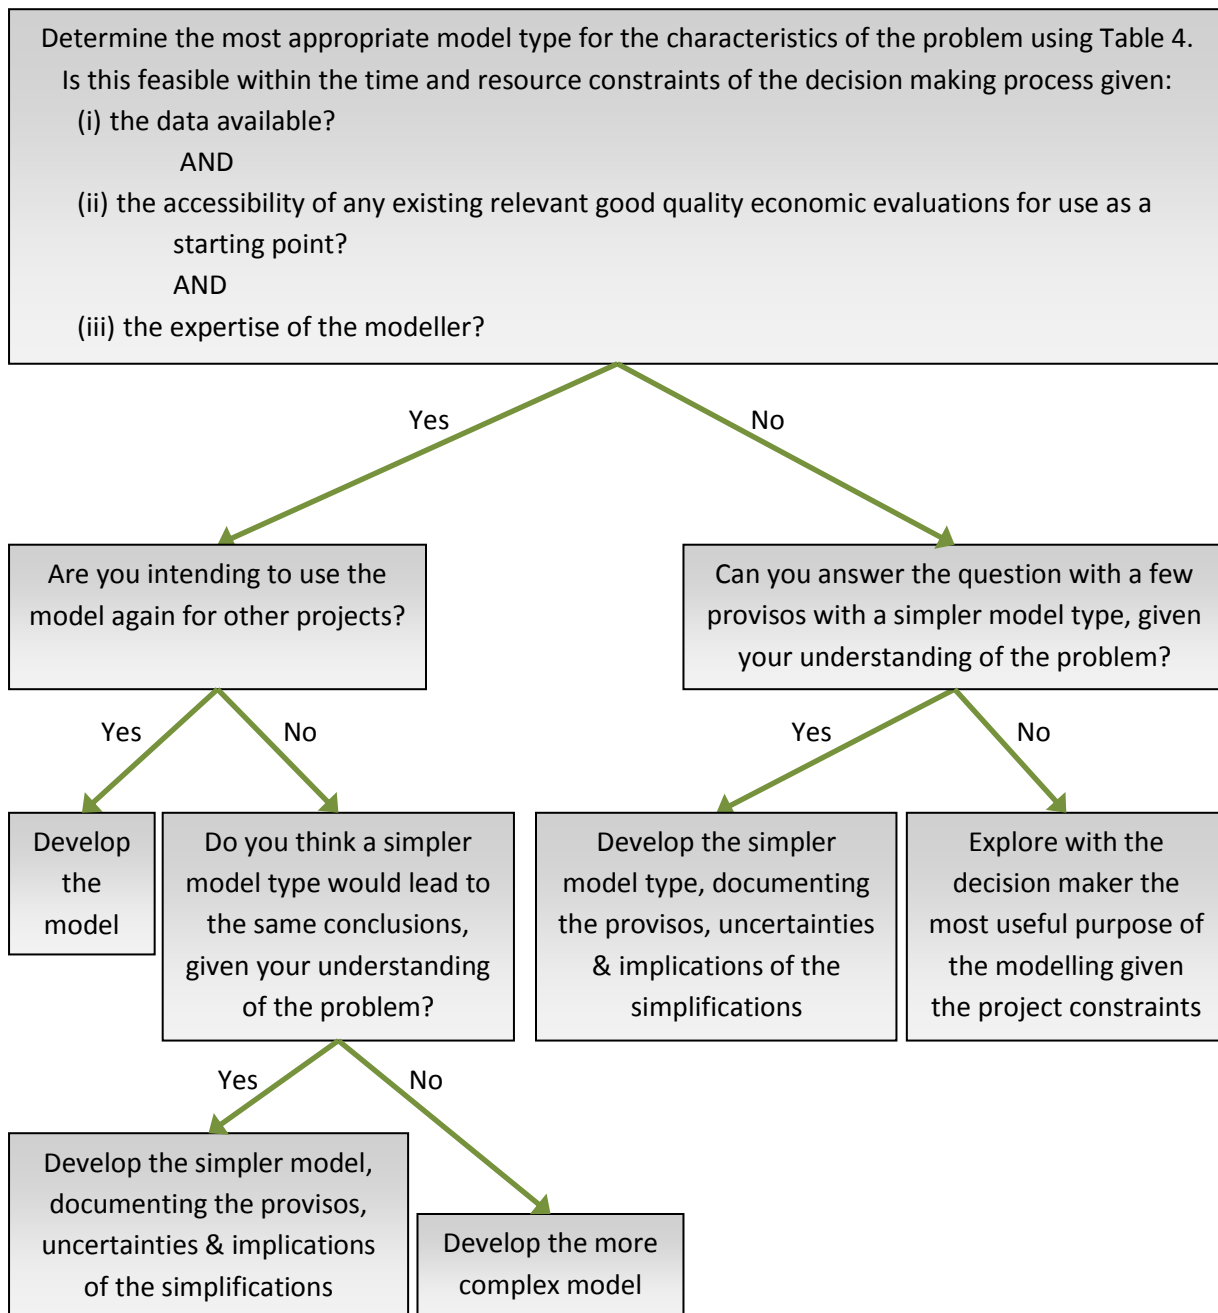 Determine the most appropriate model type for the characteristics of the problem using Table 4.
Is this feasible within the time and resource constraints of the decision making process given:
(i) the data available?
AND
(ii) the accessibility of any existing relevant good quality economic evaluations for use as a
starting point?
AND
(iii) the expertise of the modeller?
Yes
No
Are you intending to use the
model again for other projects?
Can you answer the question with a few
provisos with a simpler model type, given
your understanding of the problem?
Yes
No
Yes
No
Develop
the
model
Do you think a simpler
model type would lead to
the same conclusions,
given your understanding
of the problem?
Develop the simpler
model type, documenting
the provisos, uncertainties
& implications of the
simplifications
Explore with the
decision maker the
most useful purpose of
the modelling given
the project constraints
Yes
No
Develop the simpler model,
documenting the provisos,
uncertainties & implications
of the simplifications
Develop the more
complex model